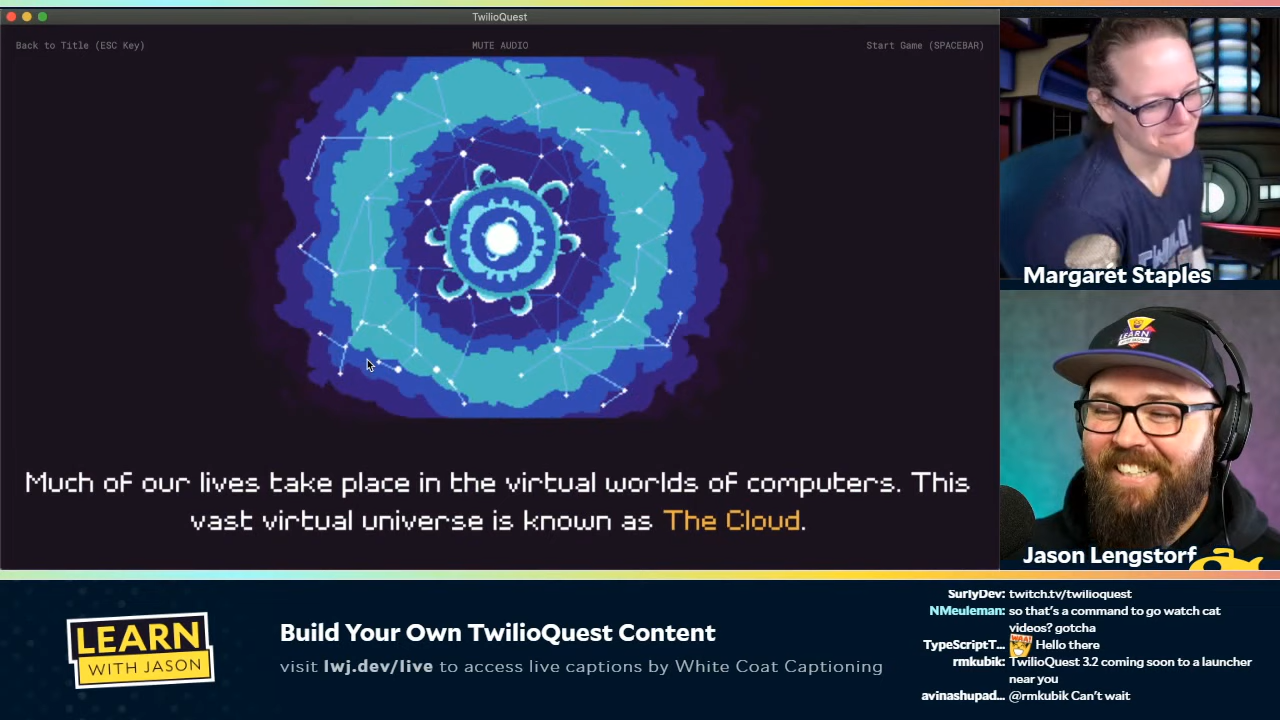 TwilioQuest
Back to Title (ESC Key)
MUTE AUDIO
Start Game (SPACEBAR)
Much of our lives take place in the virtual worlds of computers. This
vast virtual universe is known as The Cloud.
Margaret Staples
LEARN
Jason Lengstorf
LEARN
WITH JASON
Build Your Own TwilioQuest Content
visit lwj.dev/live to access live captions by White Coat Captioning
SurlyDev: twitch.tv/twilioquest
NMeuleman: so that's a command to go watch cat
videos? gotcha
TypeScriptT... Hello there
rmkubik: TwilioQuest 3.2 coming soon to a launcher
near you
avinashupad... @rmkubik Can't wait